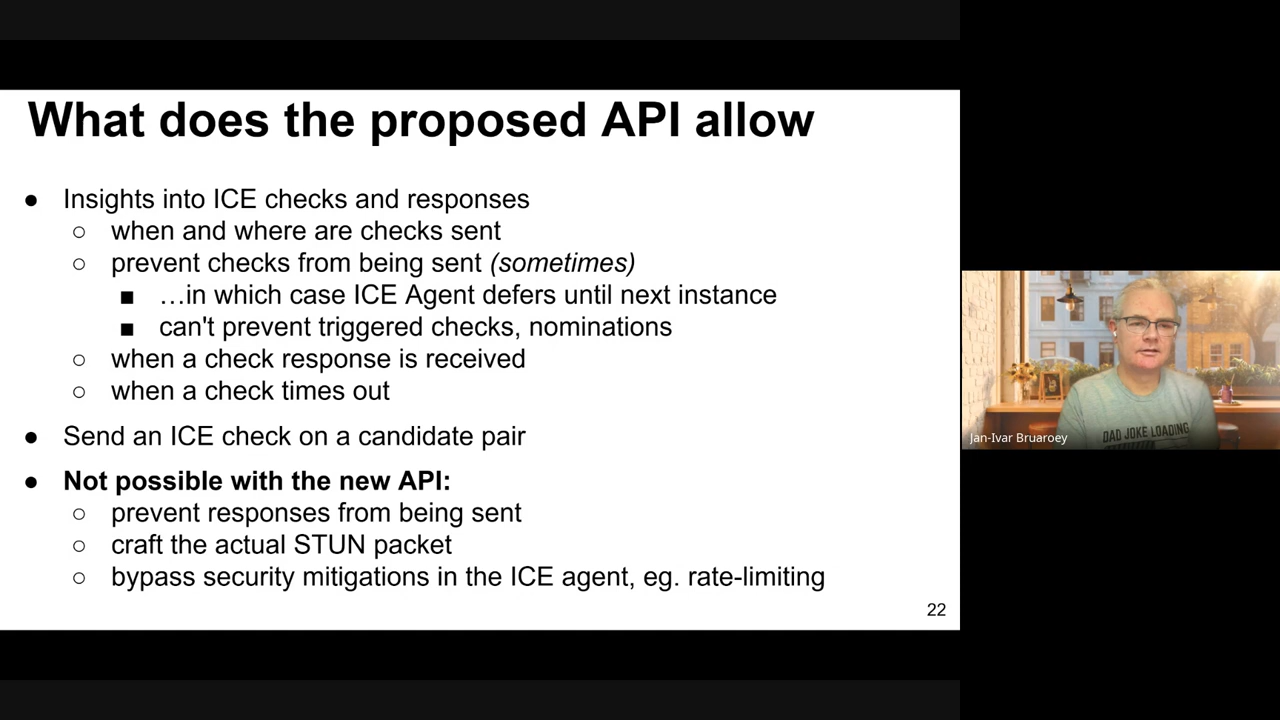 What does the proposed API allow
● Insights into ICE checks and responses
○ when and where are checks sent
○ prevent checks from being sent (sometimes)
■ …in which case ICE Agent defers until next instance
■ can't prevent triggered checks, nominations
○ when a check response is received
○ when a check times out
● Send an ICE check on a candidate pair
● Not possible with the new API:
○ prevent responses from being sent
○ craft the actual STUN packet
○ bypass security mitigations in the ICE agent, eg. rate-limiting
22
DAD JOKE LOADING
Jan-Ivar Bruaroey